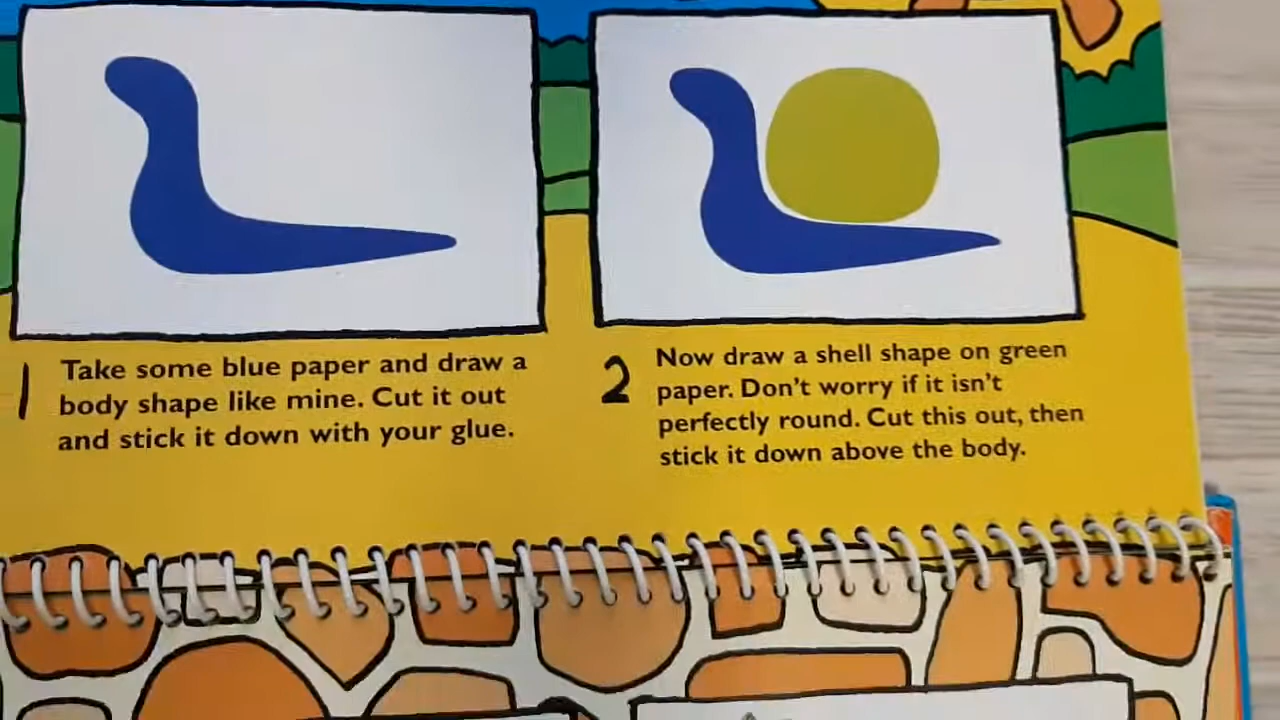 1 Take some blue paper and draw a
body shape like mine. Cut it out
and stick it down with your glue.
2 Now draw a shell shape on green
paper. Don't worry if it isn't
perfectly round. Cut this out, then
stick it down above the body.